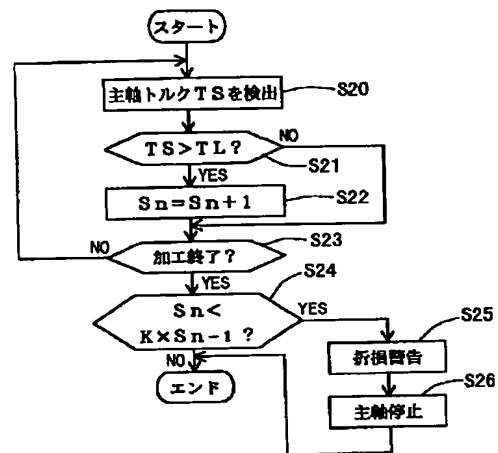 スタート
主軸トルクTSを検出
S20
TS>TL?
NO
S21
YES
Sn=Sn+1
S22
NO
加工終了?
S23
YES
S24
Sn<
K×Sn-1?
YES
NO
S25
折損警告
エンド
S26
主軸停止